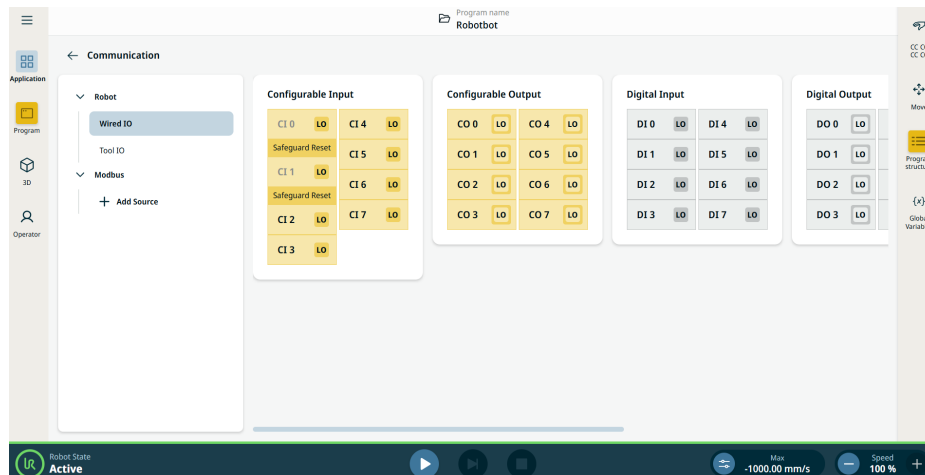 Program name
Robotbot
Application
Program
3D
Operator
Communication
Robot
Wired IO
Tool IO
Modbus
Add Source
Configurable Input
CI 0 LO CI 4 LO
Safeguard Reset
CI 5 LO
CI 1 LO
CI 6 LO
Safeguard Reset
CI 2 LO CI 7 LO
CI 3 LO
Configurable Output
CO 0 LO CO 4 LO
CO 1 LO CO 5 LO
CO 2 LO CO 6 LO
CO 3 LO CO 7 LO
Digital Input
DI 0 LO DI 4 LO
DI 1 LO DI 5 LO
DI 2 LO DI 6 LO
DI 3 LO DI 7 LO
Digital Output
DO 0 LO
DO 1 LO
DO 2 LO
DO 3 LO
CC
CC
Move
structu
{x}
UR
Robot State
Active
Max
-1000.00 mm/s
Speed
100 %